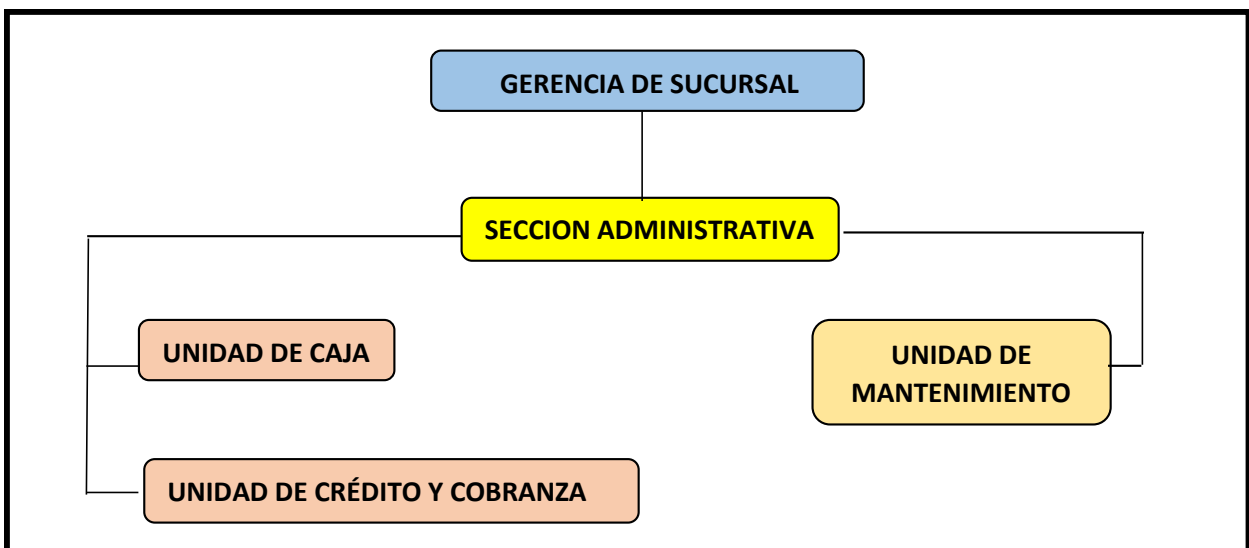 GERENCIA DE SUCURSAL
SECCION ADMINISTRATIVA
UNIDAD DE CAJA
UNIDAD DE
MANTENIMIENTO
UNIDAD DE CRÉDITO Y COBRANZA